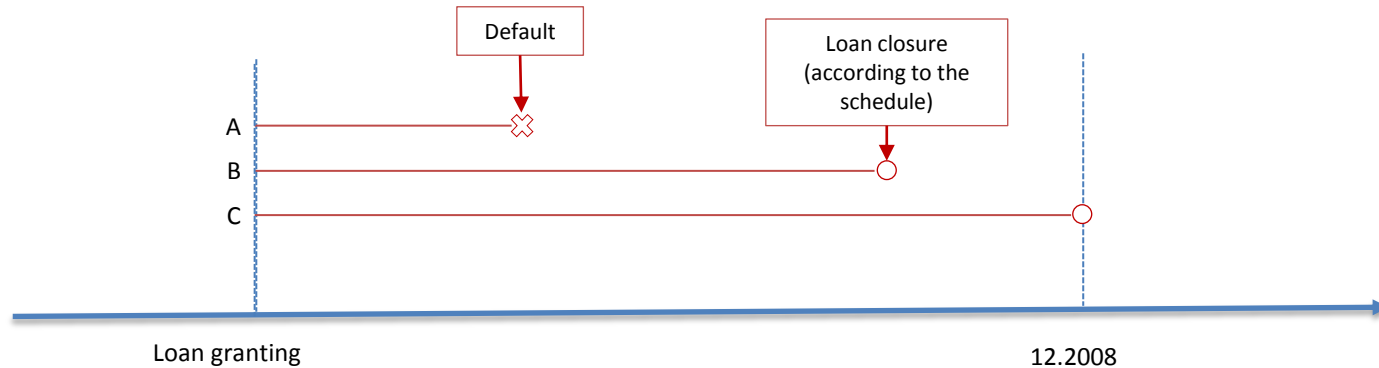 Default
Loan closure
(according to the
schedule)
A
B
C
Loan granting
12.2008